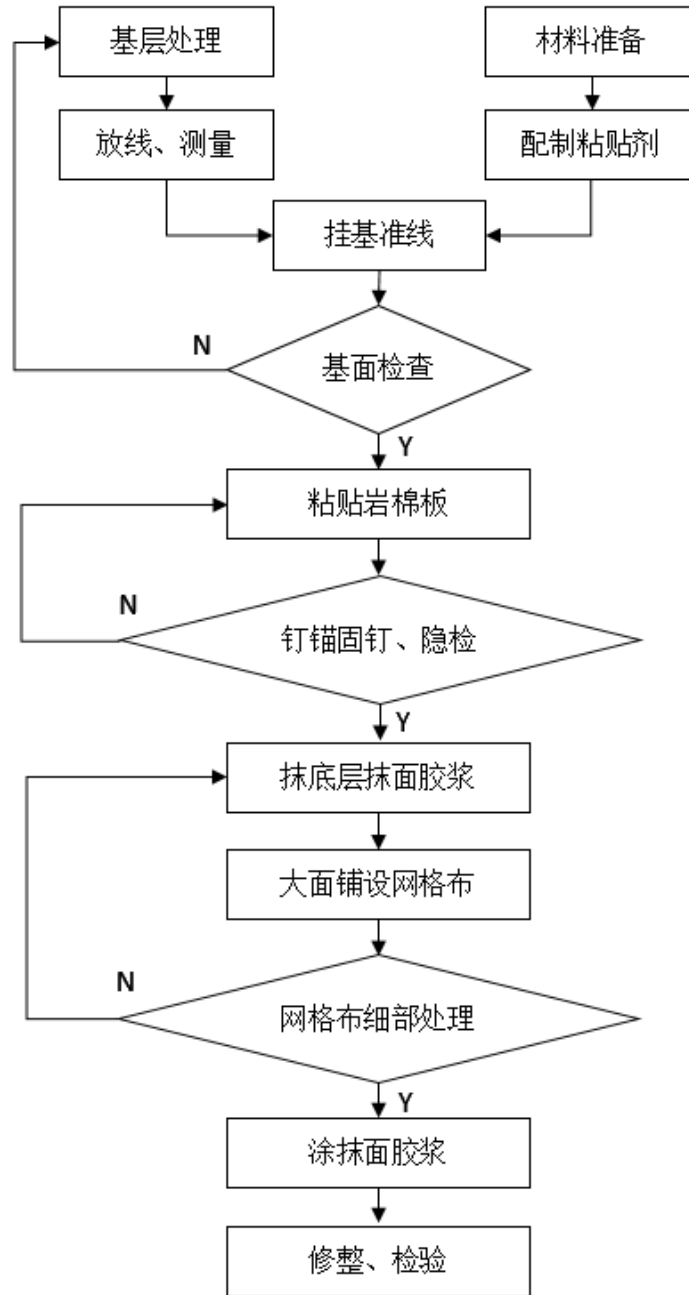 基层处理
材料准备
放线、测量
配制粘贴剂
挂基准线
N
基面检查
Y
粘贴岩棉板
N
钉锚固钉、隐检
Y
抹底层抹面胶浆
大面铺设网格布
N
网格布细部处理
Y
涂抹面胶浆
修整、检验